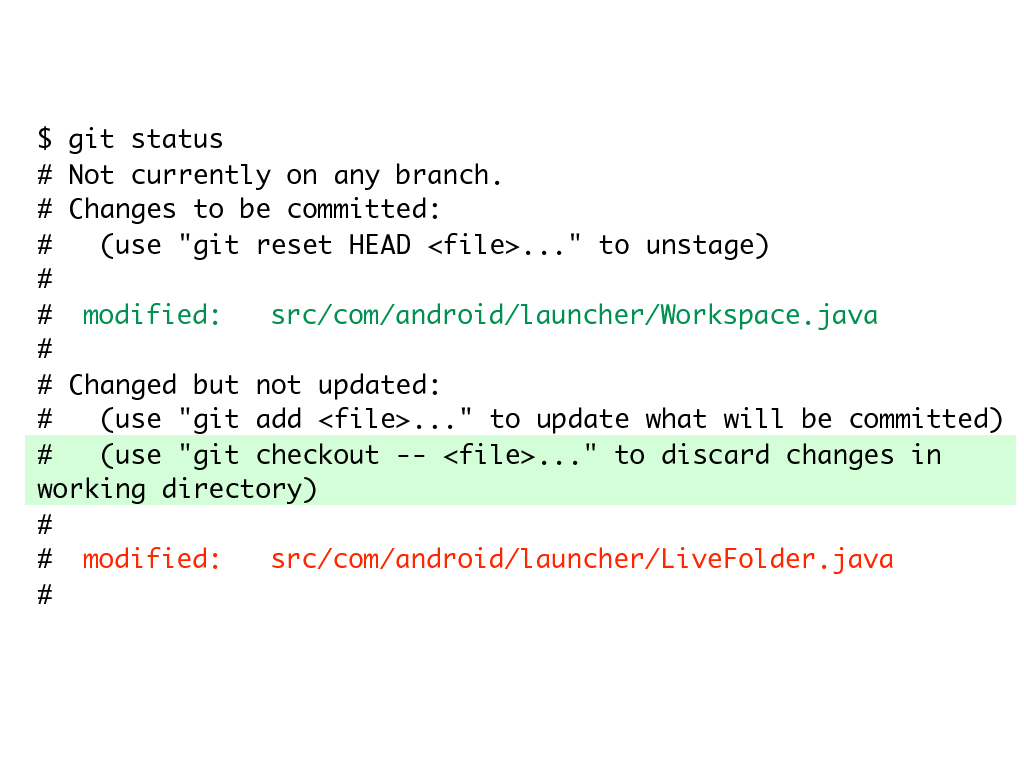 $ git status
# Not currently on any branch.
# Changes to be committed:
#   (use "git reset HEAD <file>..." to unstage)
#
#  modified:   src/com/android/launcher/Workspace.java
#
# Changed but not updated:
#   (use "git add <file>..." to update what will be committed)
#   (use "git checkout -- <file>..." to discard changes in
working directory)
#
#  modified:   src/com/android/launcher/LiveFolder.java
#